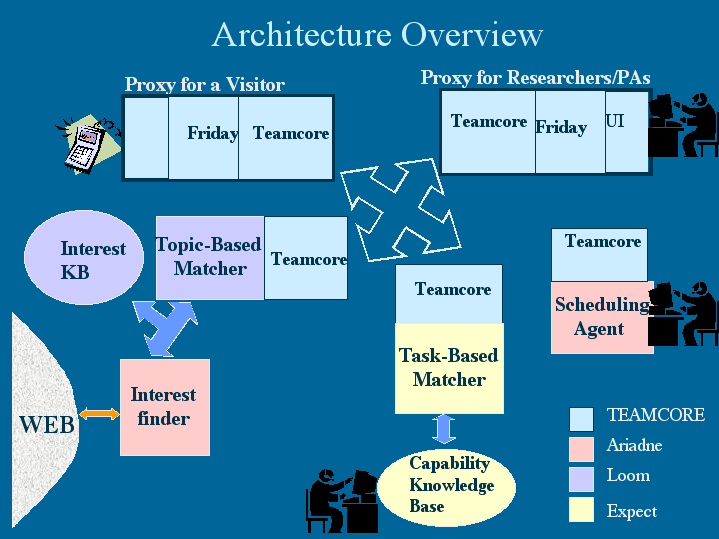 Architecture Overview
Proxy for a Visitor
Proxy for Researchers/PAs
Friday
Teamcore
Teamcore
Friday
UI
Interest
KB
Topic-Based
Matcher
Teamcore
Teamcore
Teamcore
Scheduling
Agent
Task-Based
Matcher
Interest
finder
WEB
Capability
Knowledge
Base
TEAMCORE
Ariadne
Loom
Expect